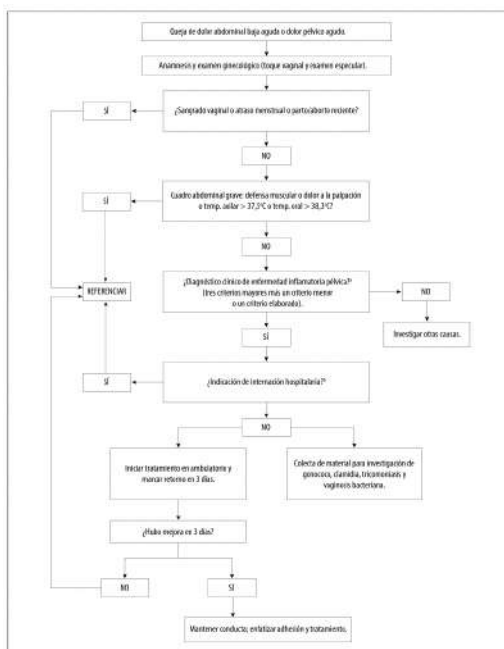 Queja de dolor abdominal baja aguda o dolor pélvico agudo.
Anamnesis y examen ginecológico (toque vaginal y examen especular).
SÍ
¿Sangrado vaginal o atraso menstrual o parto/aborto reciente?
NO
Cuadro abdominal grave: defensa muscular o dolor a la palpación
o temp. axilar > 37,5°C o temp. oral > 38,3°C?
SÍ
NO
REFERENCIAR
¿Diagnóstico clínico de enfermedad inflamatoria pélvica?
(tres criterios mayores más un criterio menor
o un criterio elaborado).
NO
Investigar otras causas.
SÍ
SÍ
¿Indicación de internación hospitalaria?
NO
Iniciar tratamiento en ambulatorio y
marcar retorno en 3 días.
Colecta de material para investigación de
gonococo, clamidia, tricomoniasis y
vaginosis bacteriana.
¿Hubo mejora en 3 días?
NO
SÍ
Mantener conducta; enfatizar adhesión y tratamiento.